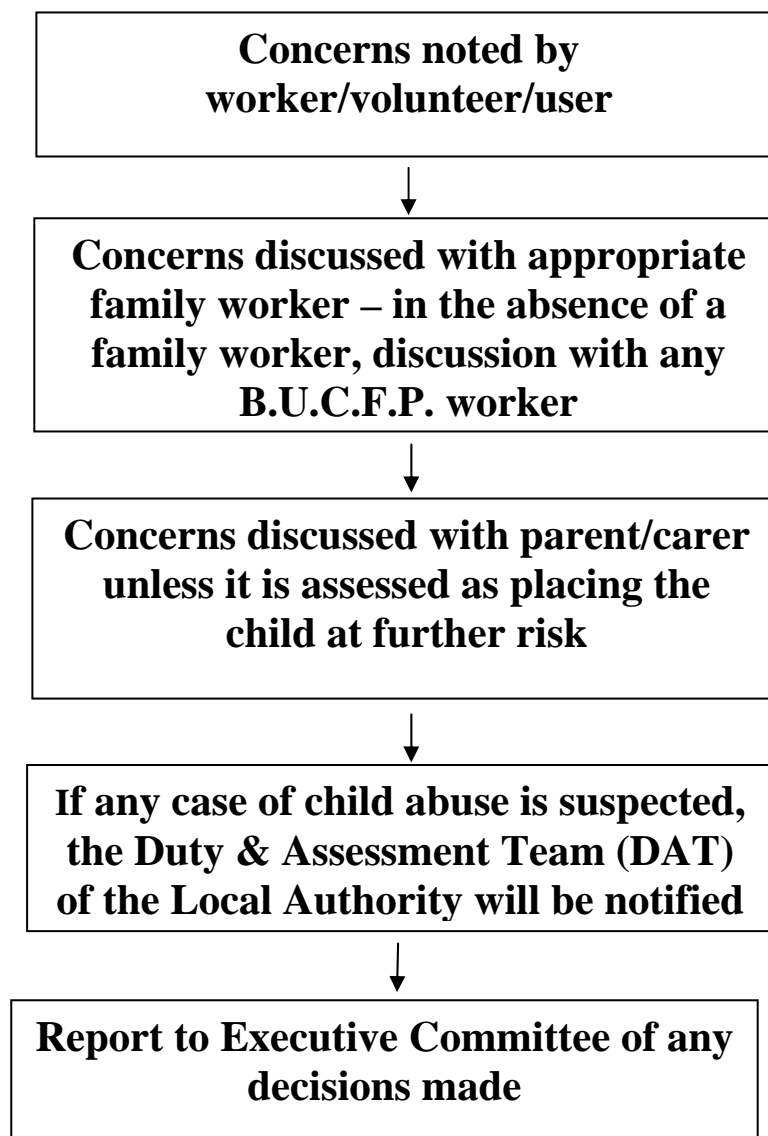 Concerns noted by
worker/volunteer/user
Concerns discussed with appropriate
family worker – in the absence of a
family worker, discussion with any
B.U.C.F.P. worker
Concerns discussed with parent/carer
unless it is assessed as placing the
child at further risk
If any case of child abuse is suspected,
the Duty & Assessment Team (DAT)
of the Local Authority will be notified
Report to Executive Committee of any
decisions made